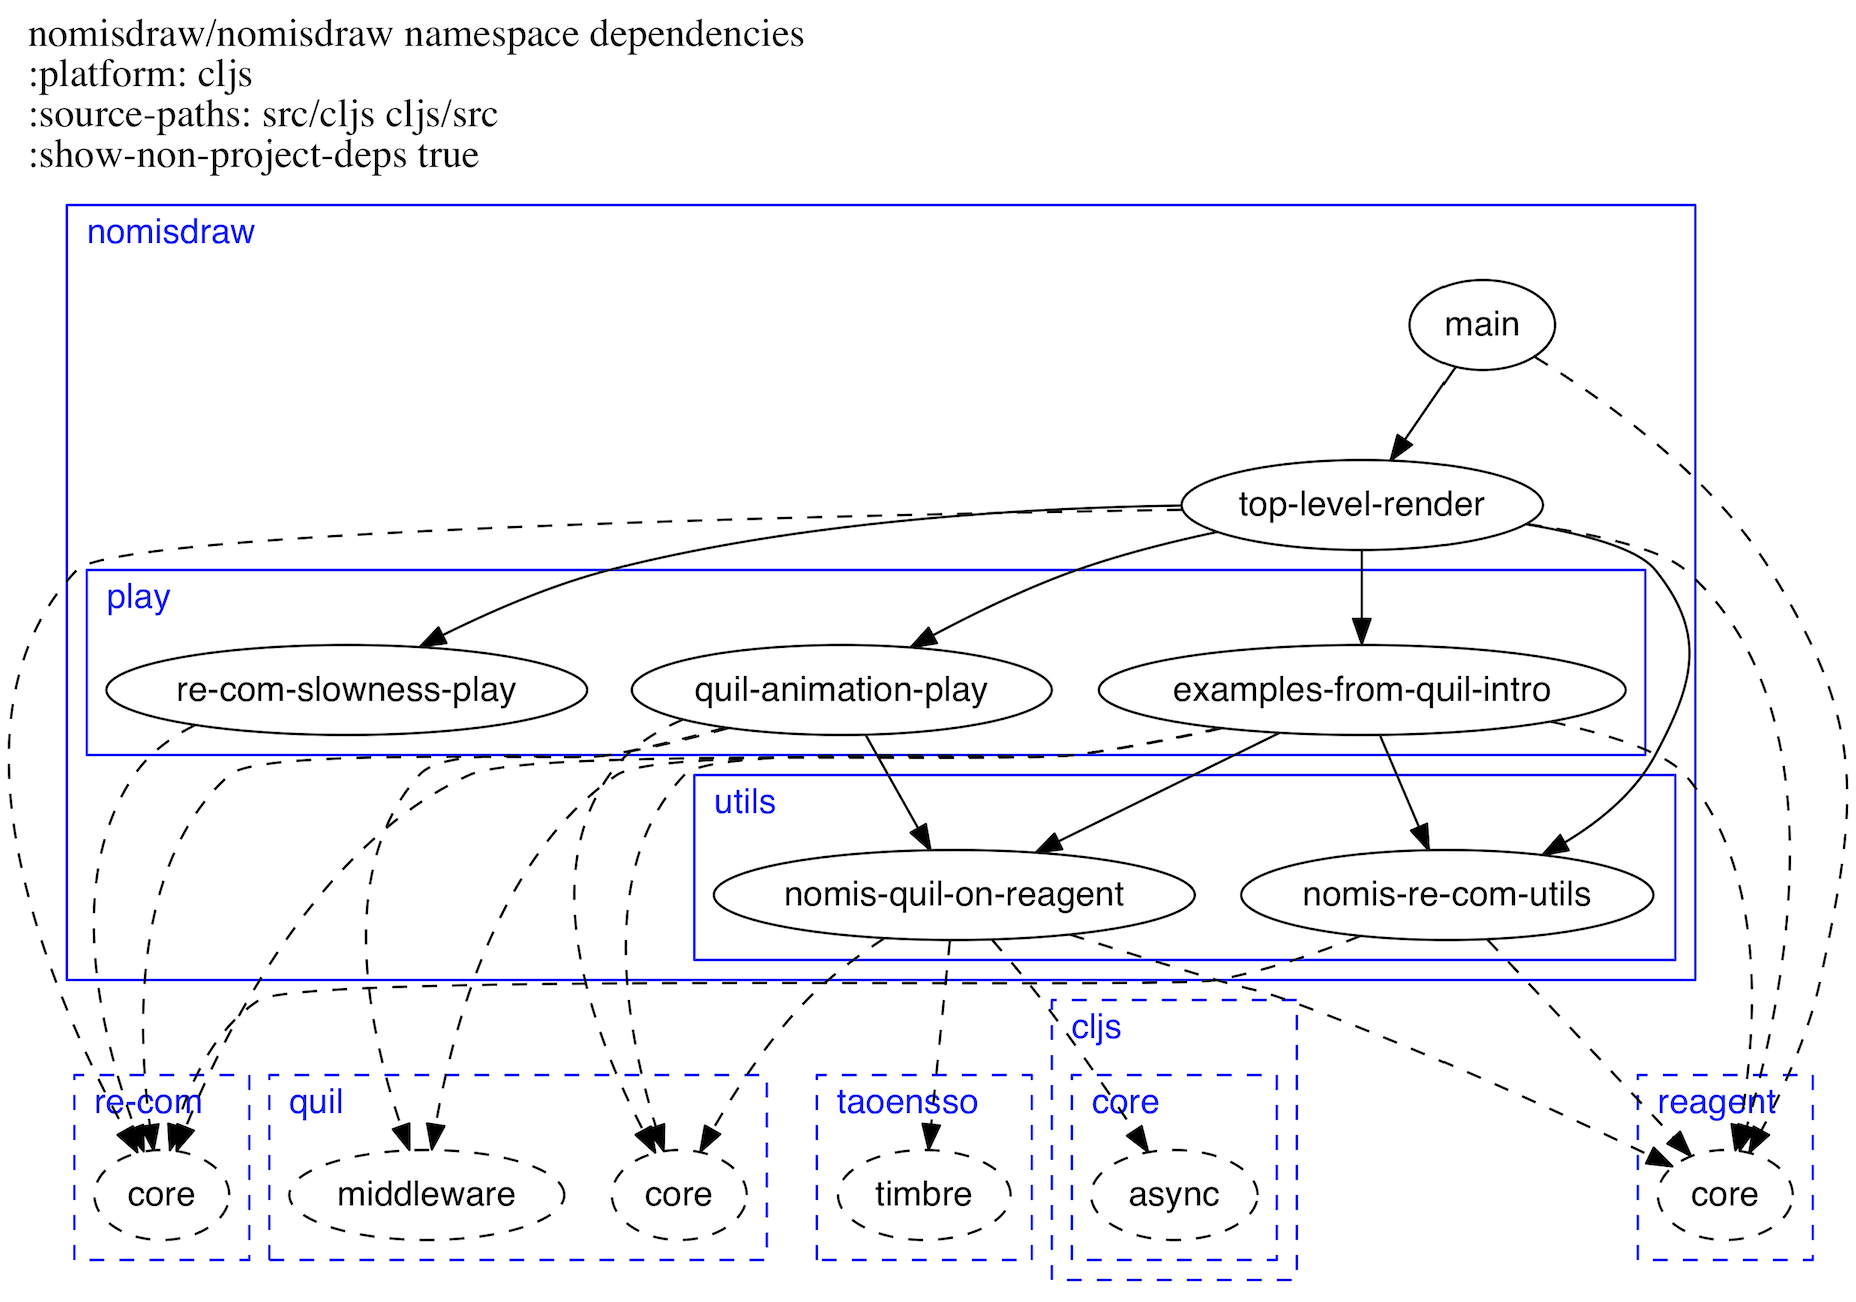 nomisdraw/nomisdraw namespace dependencies
:platform: cljs
:source-paths: src/cljs cljs/src
:show-non-project-deps true
nomisdraw
main
top-level-render
play
re-com-slowness-play
quil-animation-play
examples-from-quil-intro
utils
nomis-quil-on-reagent
nomis-re-com-utils
cljs
re-com
quil
taoensso
core
reagent
core
middleware
core
timbre
async
core